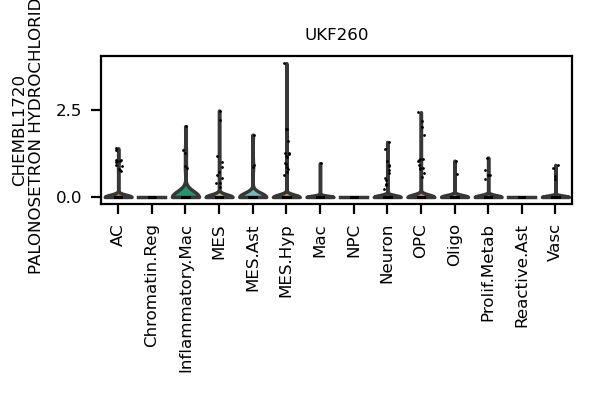 UKF260
CHEMBL1720
PALONOSETRON HYDROCHLORID
2.5
0.0
AC
Chromatin.Reg
Inflammatory.Mac
MES
MES.Ast
MES.Hyp
Mac
NPC
Neuron
OPC
Oligo
Prolif.Metab
Reactive.Ast
Vasc